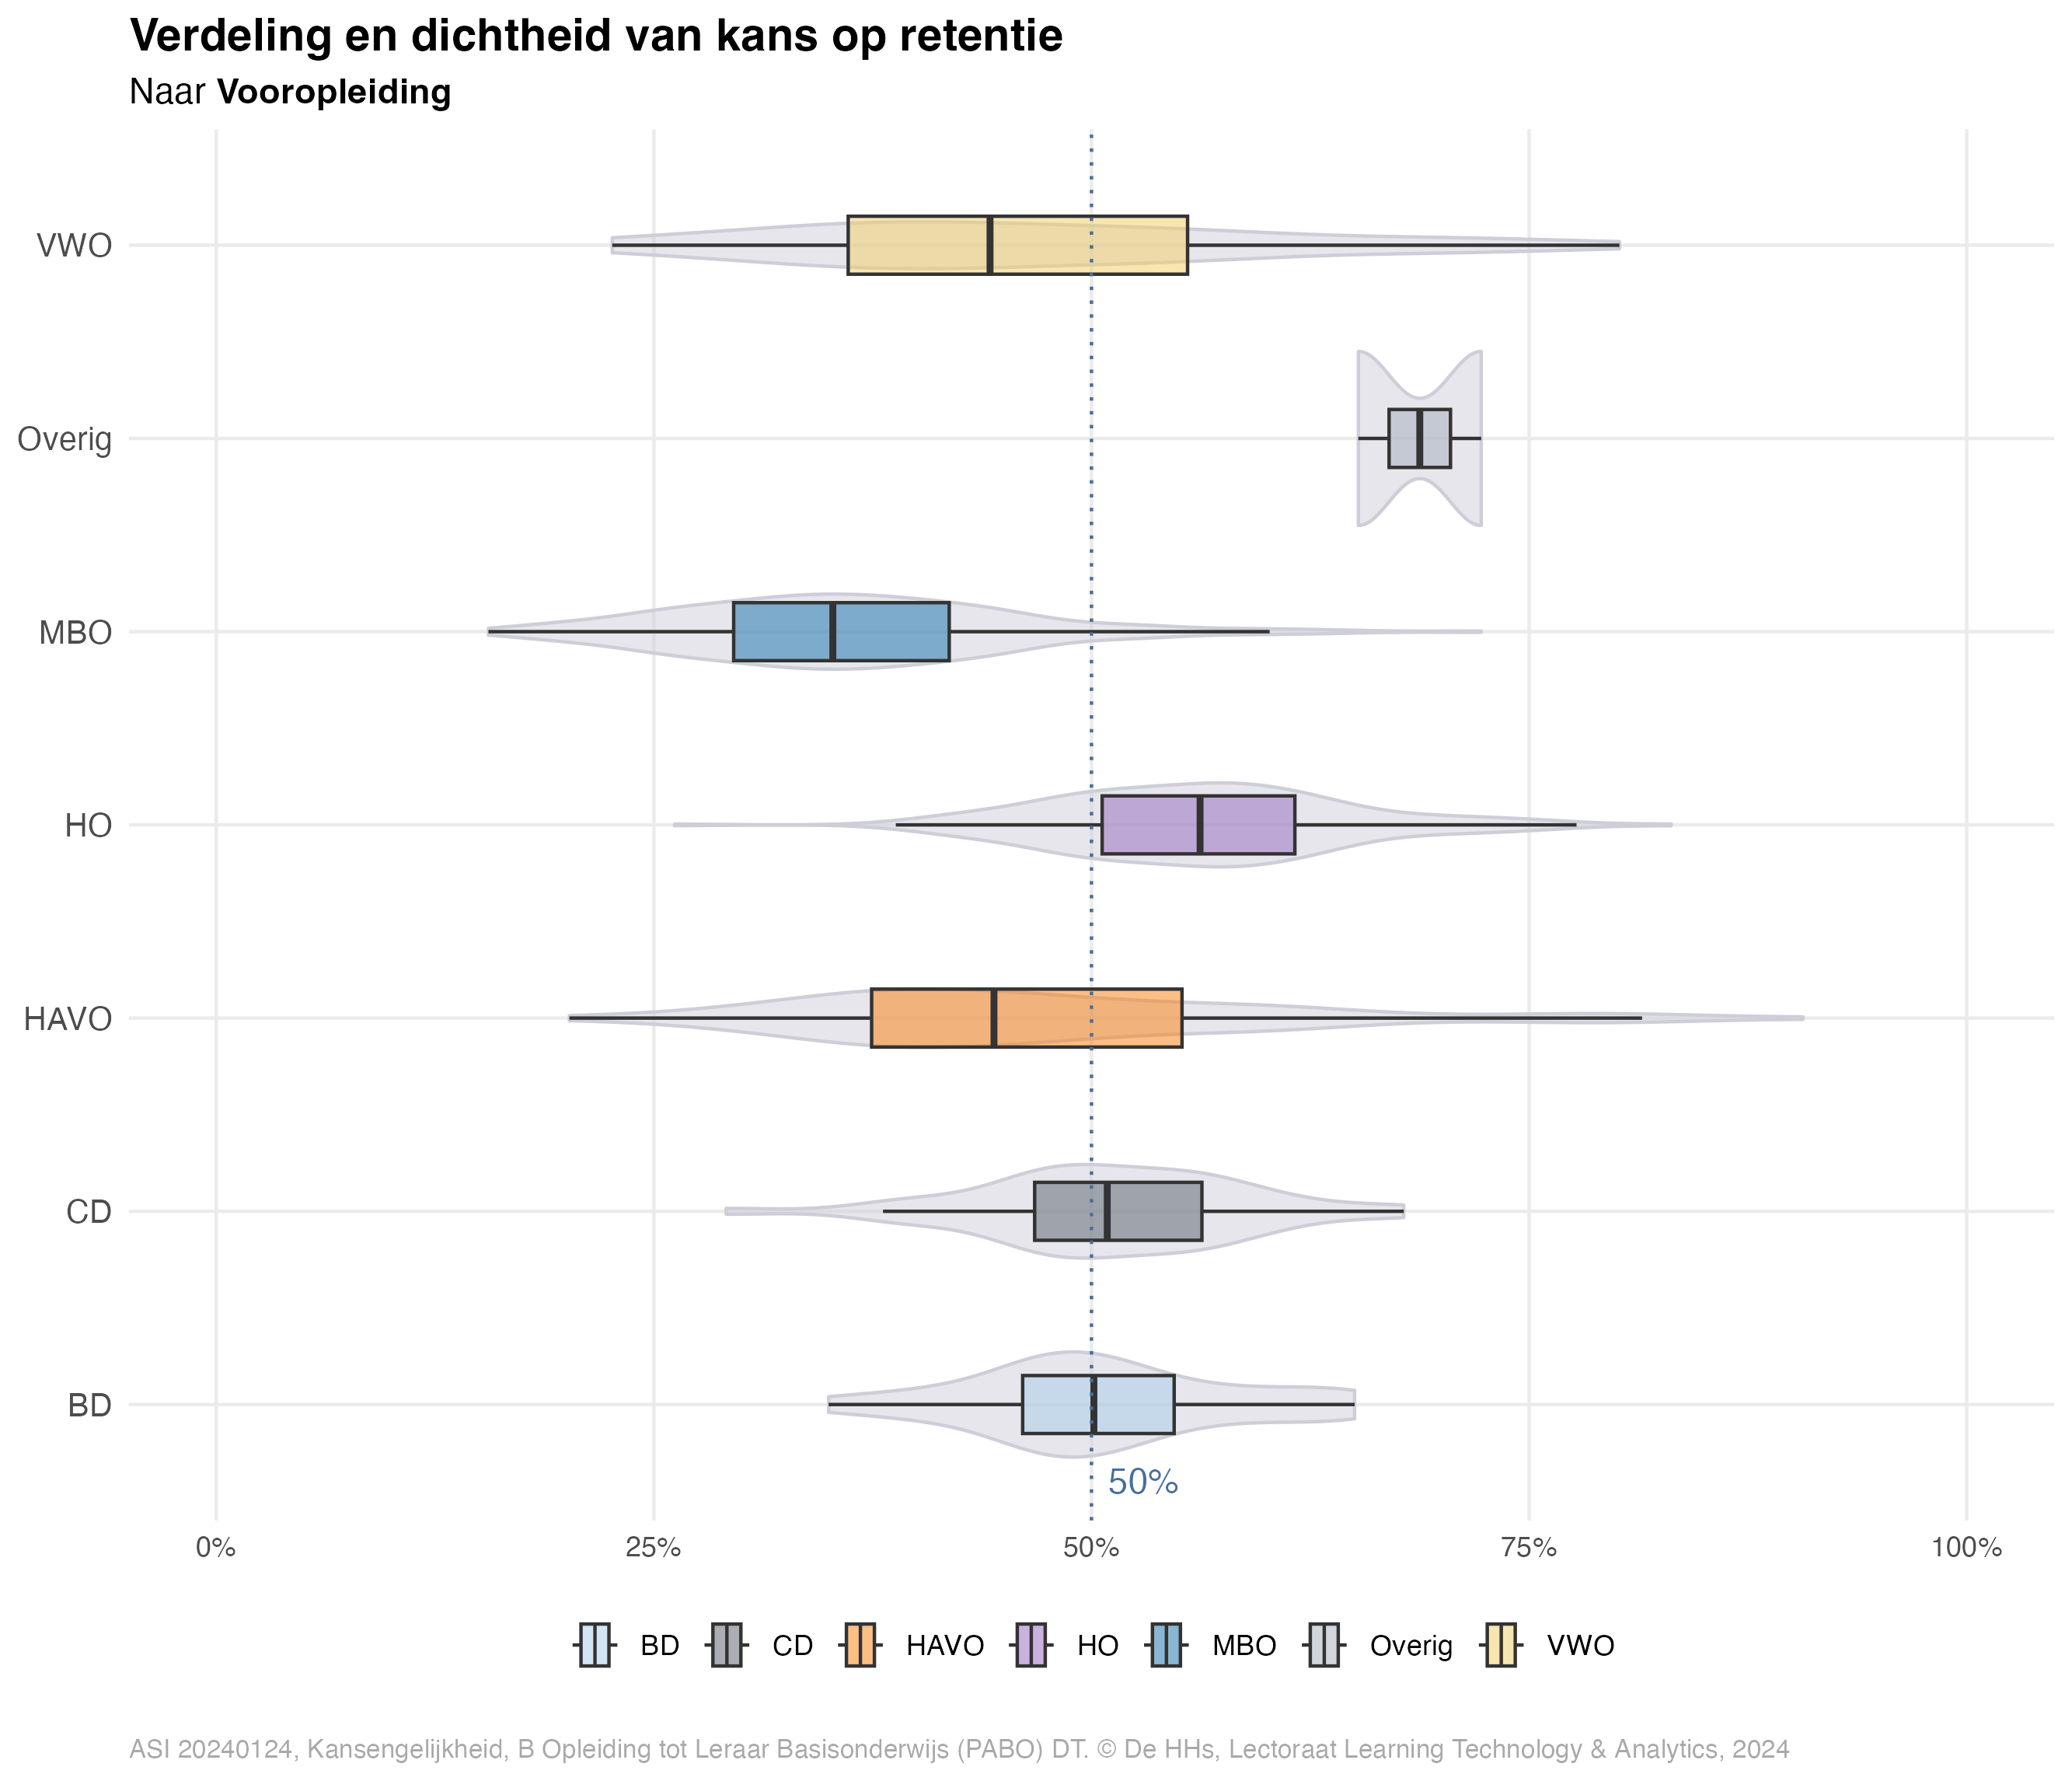 Verdeling en dichtheid van kans op retentie
Naar Vooropleiding
VWO
Overig
MBO
HO
HAVO
CD
BD
50%
0% 25% 50% 75% 100%
BD CD HAVO HO MBO Overig VWO
ASI 20240124, Kansengelijkheid, B Opleiding tot Leraar Basisonderwijs (PABO) DT. © De HHs, Lectoraat Learning Technology & Analytics, 2024